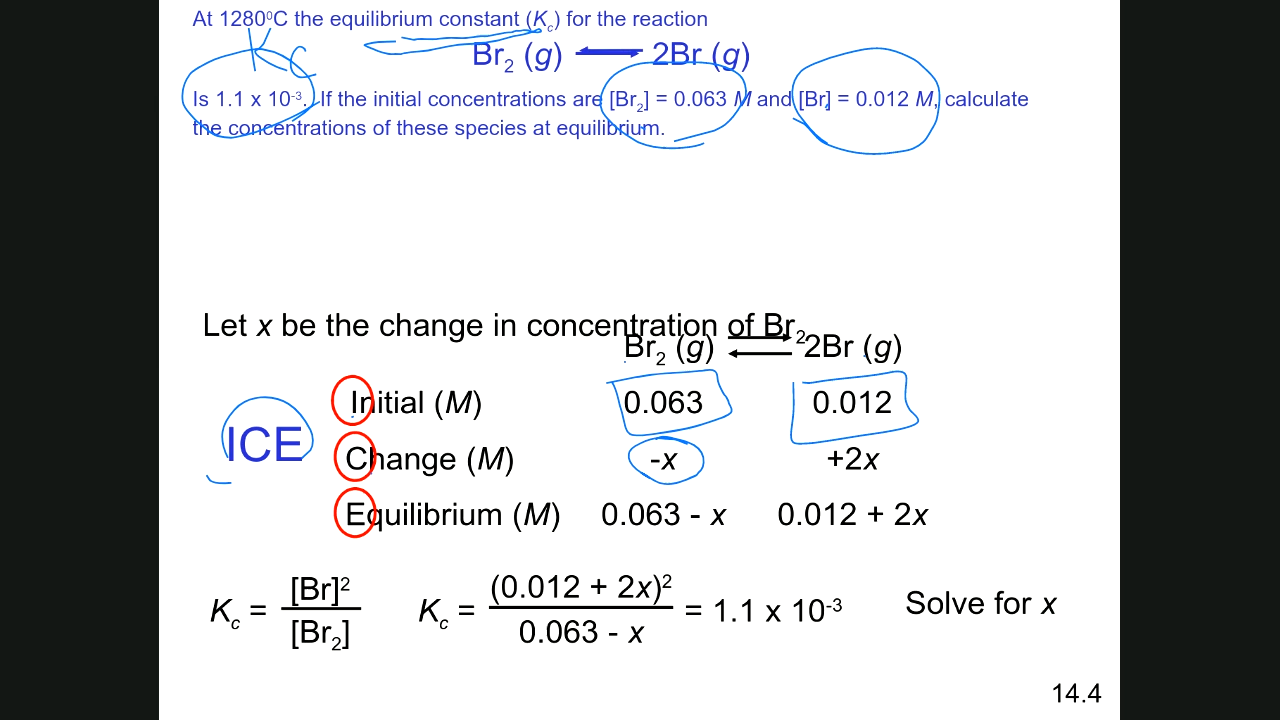 At 1280⁰C the equilibrium constant (Kc) for the reaction
Kc
Br₂ (g) ⟷ 2Br (g)
Is 1.1 x 10⁻³. If the initial concentrations are [Br₂] = 0.063 M and [Br] = 0.012 M, calculate
the concentrations of these species at equilibrium.
Let x be the change in concentration of Br₂
Br₂ (g) ⇌ 2Br (g)
Initial (M) 0.063 0.012
ICE
Change (M) -x +2x
Equilibrium (M) 0.063 - x 0.012 + 2x
Kc = [Br]² / [Br₂] Kc = (0.012 + 2x)² / 0.063 - x = 1.1 x 10⁻³ Solve for x
14.4